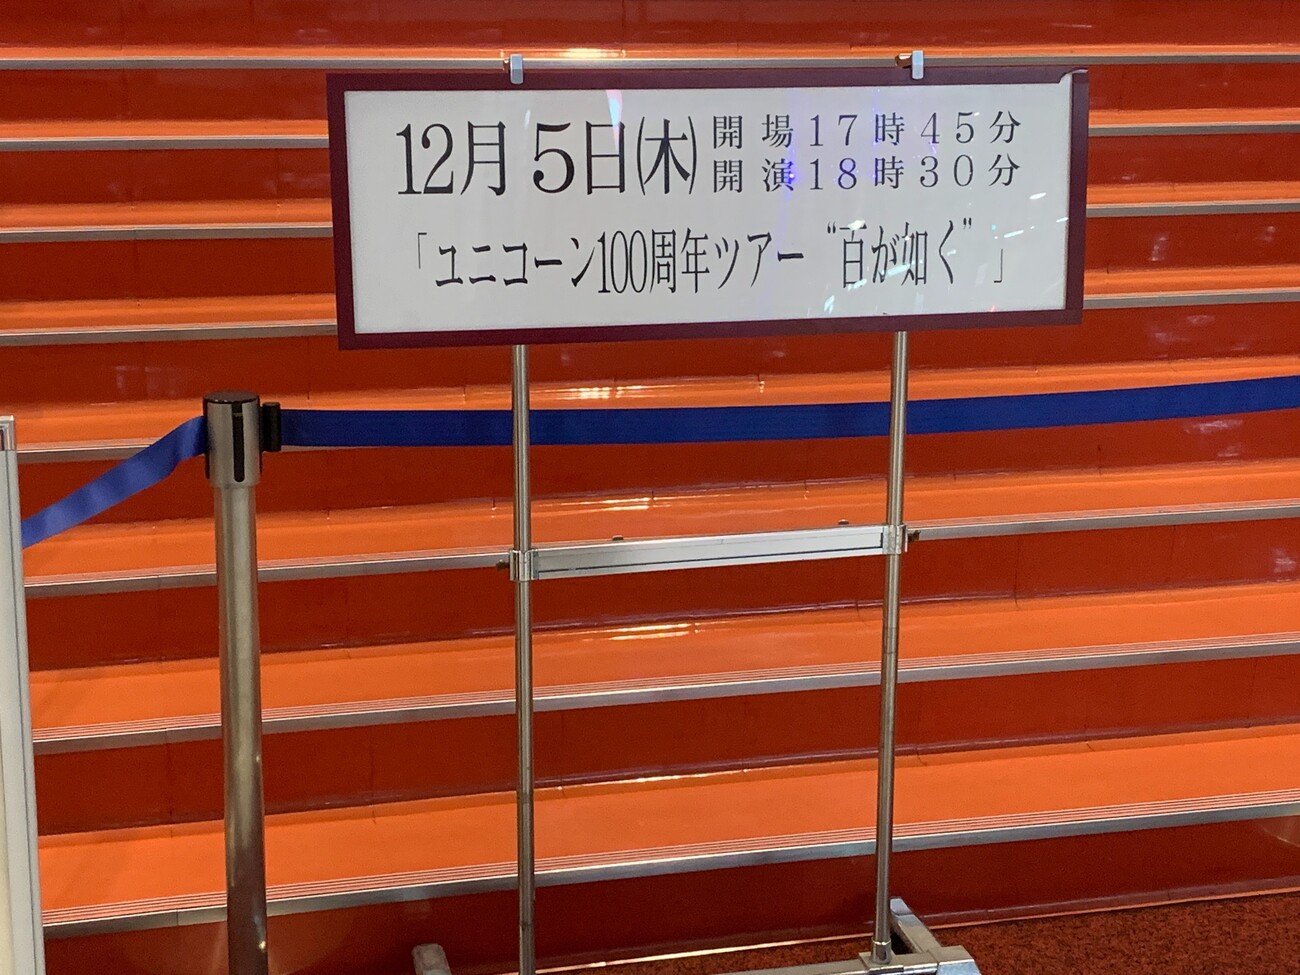 12月5日(木) 開場17時45分
開演18時30分
「ユニコーン100周年ツアー“百が如く”」